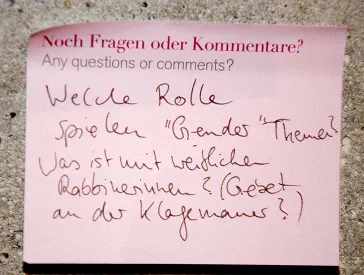 Noch Fragen oder Kommentare?
Any questions or comments?
Welche Rolle
spielen "Gender" Themen?
Was ist mit weiblichen
Rabbinerinnen? (Gebet
an der Klagemauer?)